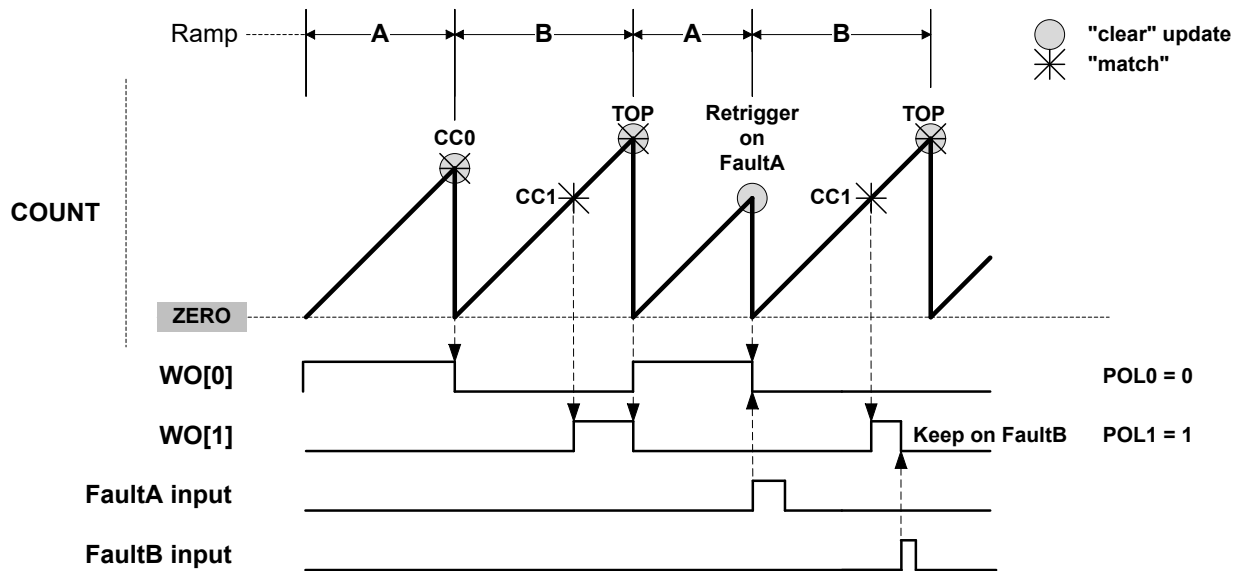 Ramp A B A B
"clear" update
"match"
TOP Retrigger TOP
on
FaultA
CC0
CC1 CC1
COUNT
ZERO
WO[0] POL0 = 0
WO[1] Keep on FaultB POL1 = 1
FaultA input
FaultB input